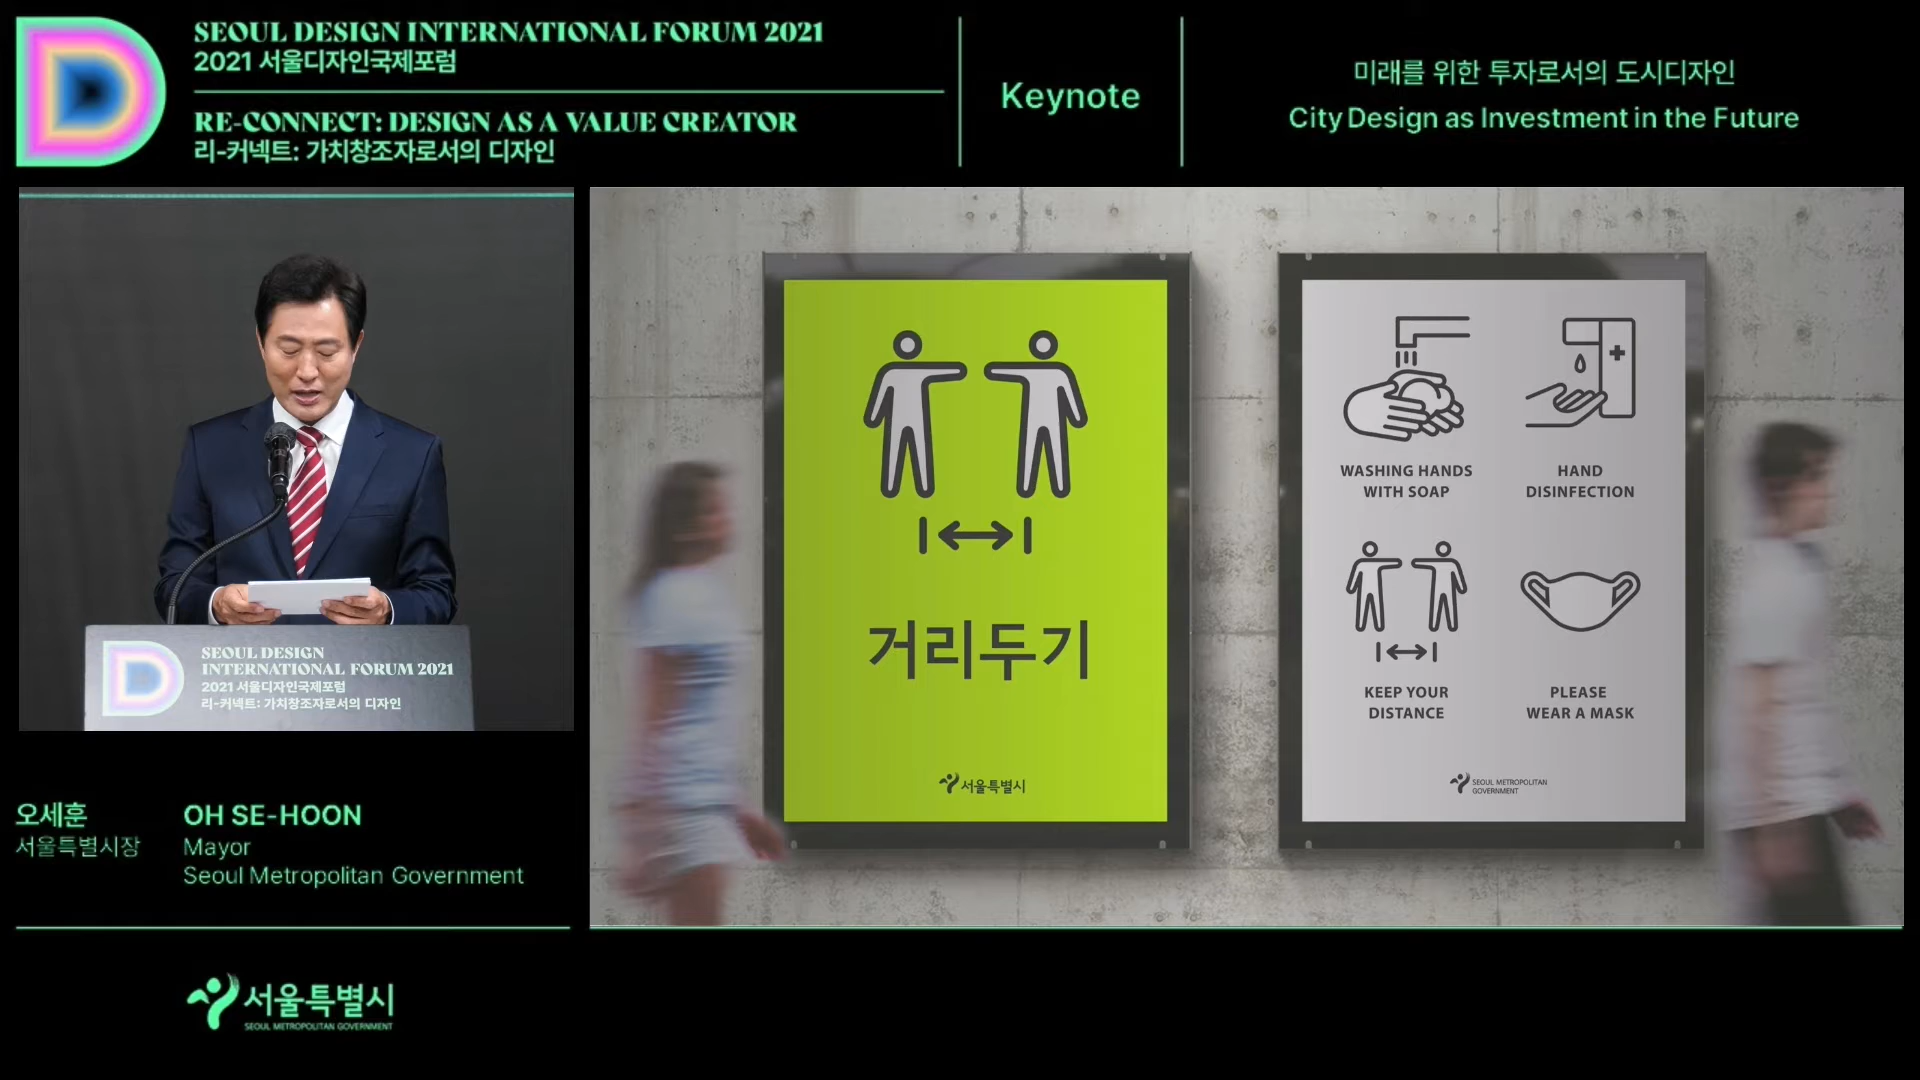 SEOUL DESIGN INTERNATIONAL FORUM 2021
2021 서울디자인국제포럼
RE-CONNECT: DESIGN AS A VALUE CREATOR
리-커넥트: 가치창조자로서의 디자인
Keynote
미래를 위한 투자로서의 도시디자인
City Design as Investment in the Future
SEOUL DESIGN
INTERNATIONAL FORUM 2021
2021 서울디자인국제포럼
리-커넥트: 가치창조자로서의 디자인
거리두기
서울특별시
WASHING HANDS
WITH SOAP
HAND
DISINFECTION
KEEP YOUR
DISTANCE
PLEASE
WEAR A MASK
SEOUL METROPOLITAN
GOVERNMENT
오세훈
서울특별시장
OH SE-HOON
Mayor
Seoul Metropolitan Government
서울특별시
SEOUL METROPOLITAN GOVERNMENT